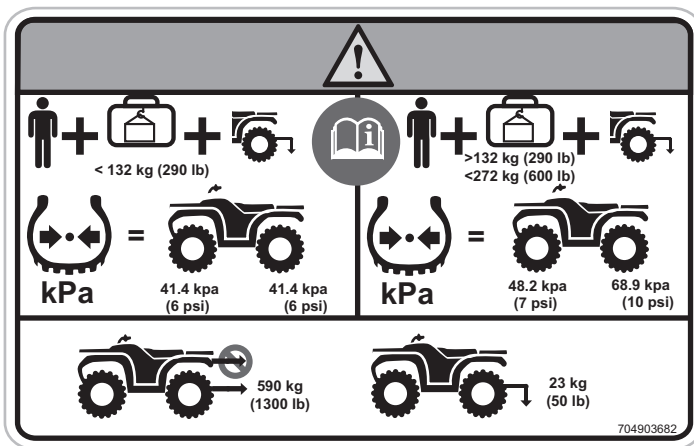 < 132 kg (290 lb)
>132 kg (290 lb)
<272 kg (600 lb)
i
kPa
=
41.4 kpa
(6 psi)
41.4 kpa
(6 psi)
kPa
=
48.2 kpa
(7 psi)
68.9 kpa
(10 psi)
590 kg
(1300 lb)
23 kg
(50 lb)
704903682